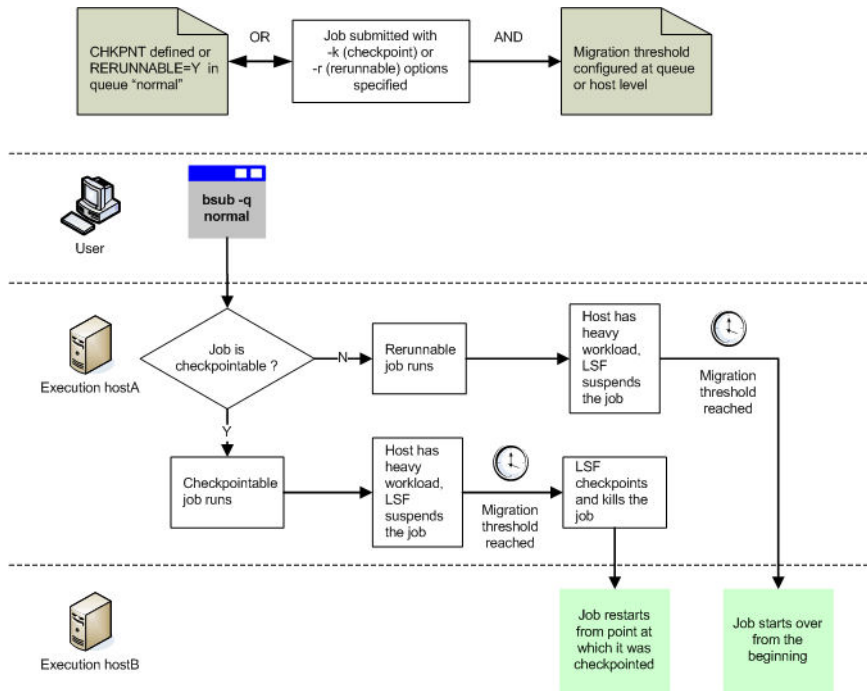 CHKPNT defined or
RERUNNABLE=Y in
queue “normal”
OR
Job submitted with
-k (checkpoint) or
-r (rerunnable) options
specified
AND
Migration threshold
configured at queue
or host level
User
bsub -q
normal
Execution hostA
Job is
checkpointable ?
N
Rerunnable
job runs
Host has
heavy
workload,
LSF
suspends
the job
Migration
threshold
reached
Y
Checkpointable
job runs
Host has
heavy
workload,
LSF
suspends
the job
Migration
threshold
reached
LSF
checkpoints
and kills the
job
Execution hostB
Job restarts
from point at
which it was
checkpointed
Job starts over
from the
beginning